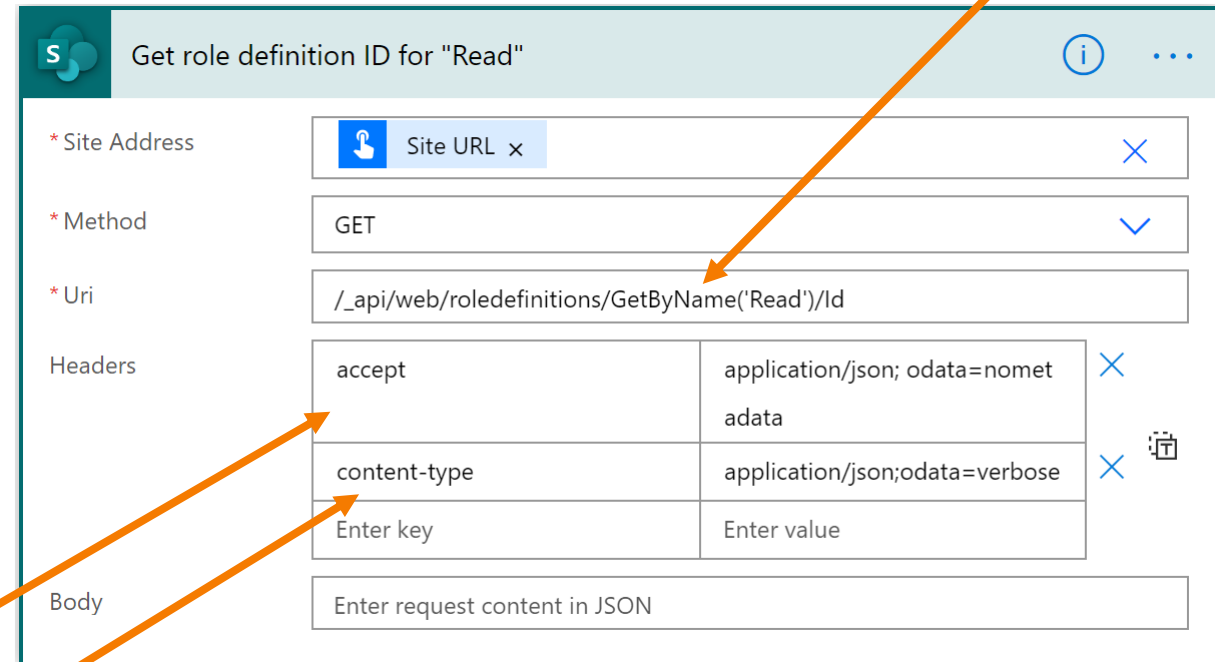 S
Get role definition ID for "Read"
i ...
* Site Address
Site URL ×
* Method
GET
* Uri
/_api/web/roledefinitions/GetByName('Read')/Id
Headers
accept
application/json; odata=nomet
adata
content-type
application/json;odata=verbose
Enter key
Enter value
T
Body
Enter request content in JSON